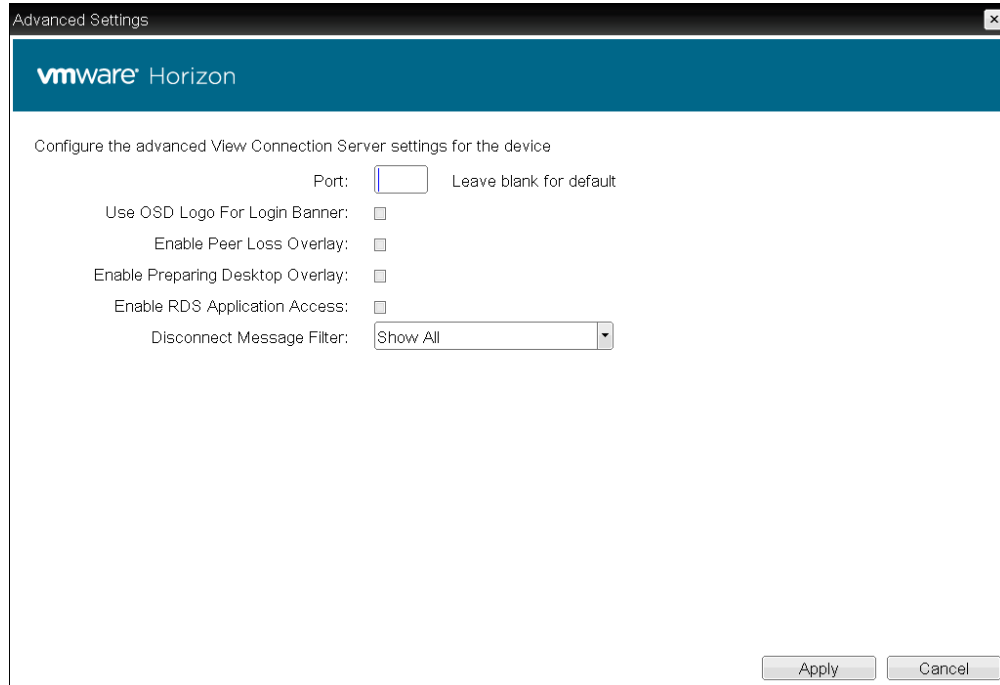 Advanced Settings
vmware Horizon
Configure the advanced View Connection Server settings for the device
Port: Leave blank for default
Use OSD Logo For Login Banner:
Enable Peer Loss Overlay:
Enable Preparing Desktop Overlay:
Enable RDS Application Access:
Disconnect Message Filter: Show All
Apply Cancel